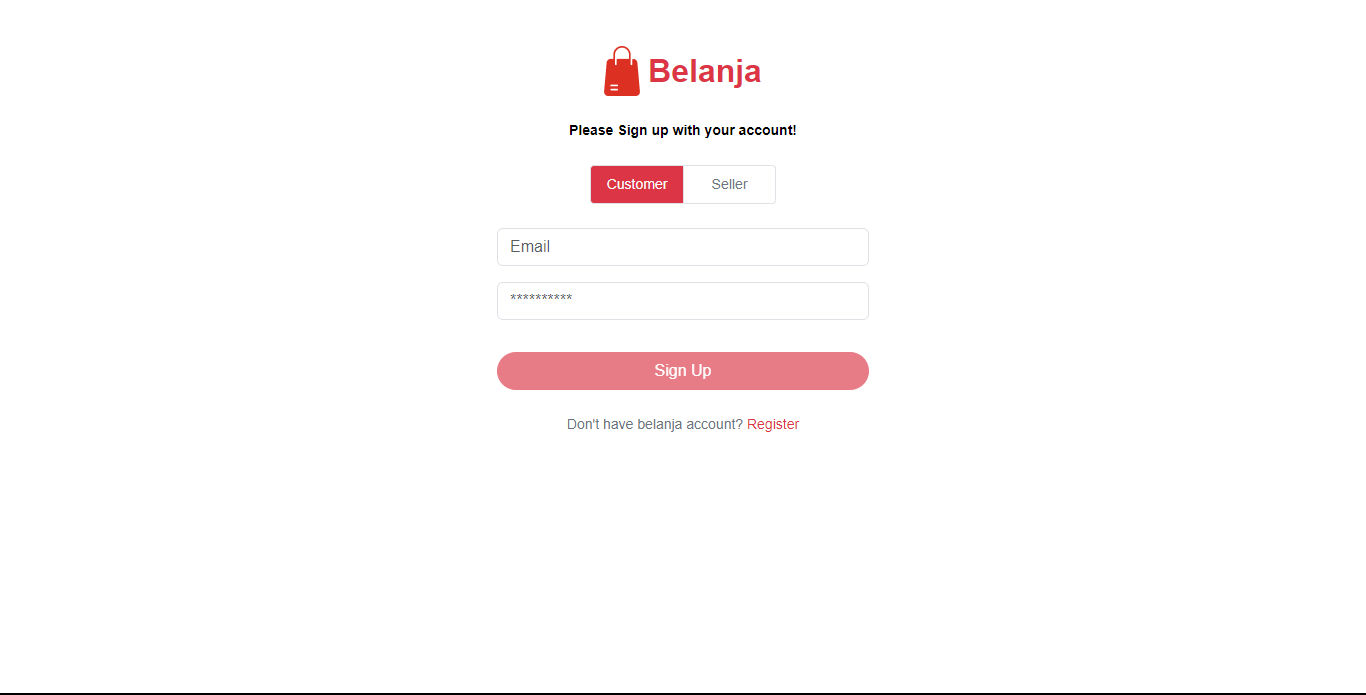 Belanja
Please Sign up with your account!
Customer Seller
Email
**********
Sign Up
Don't have belanja account? Register